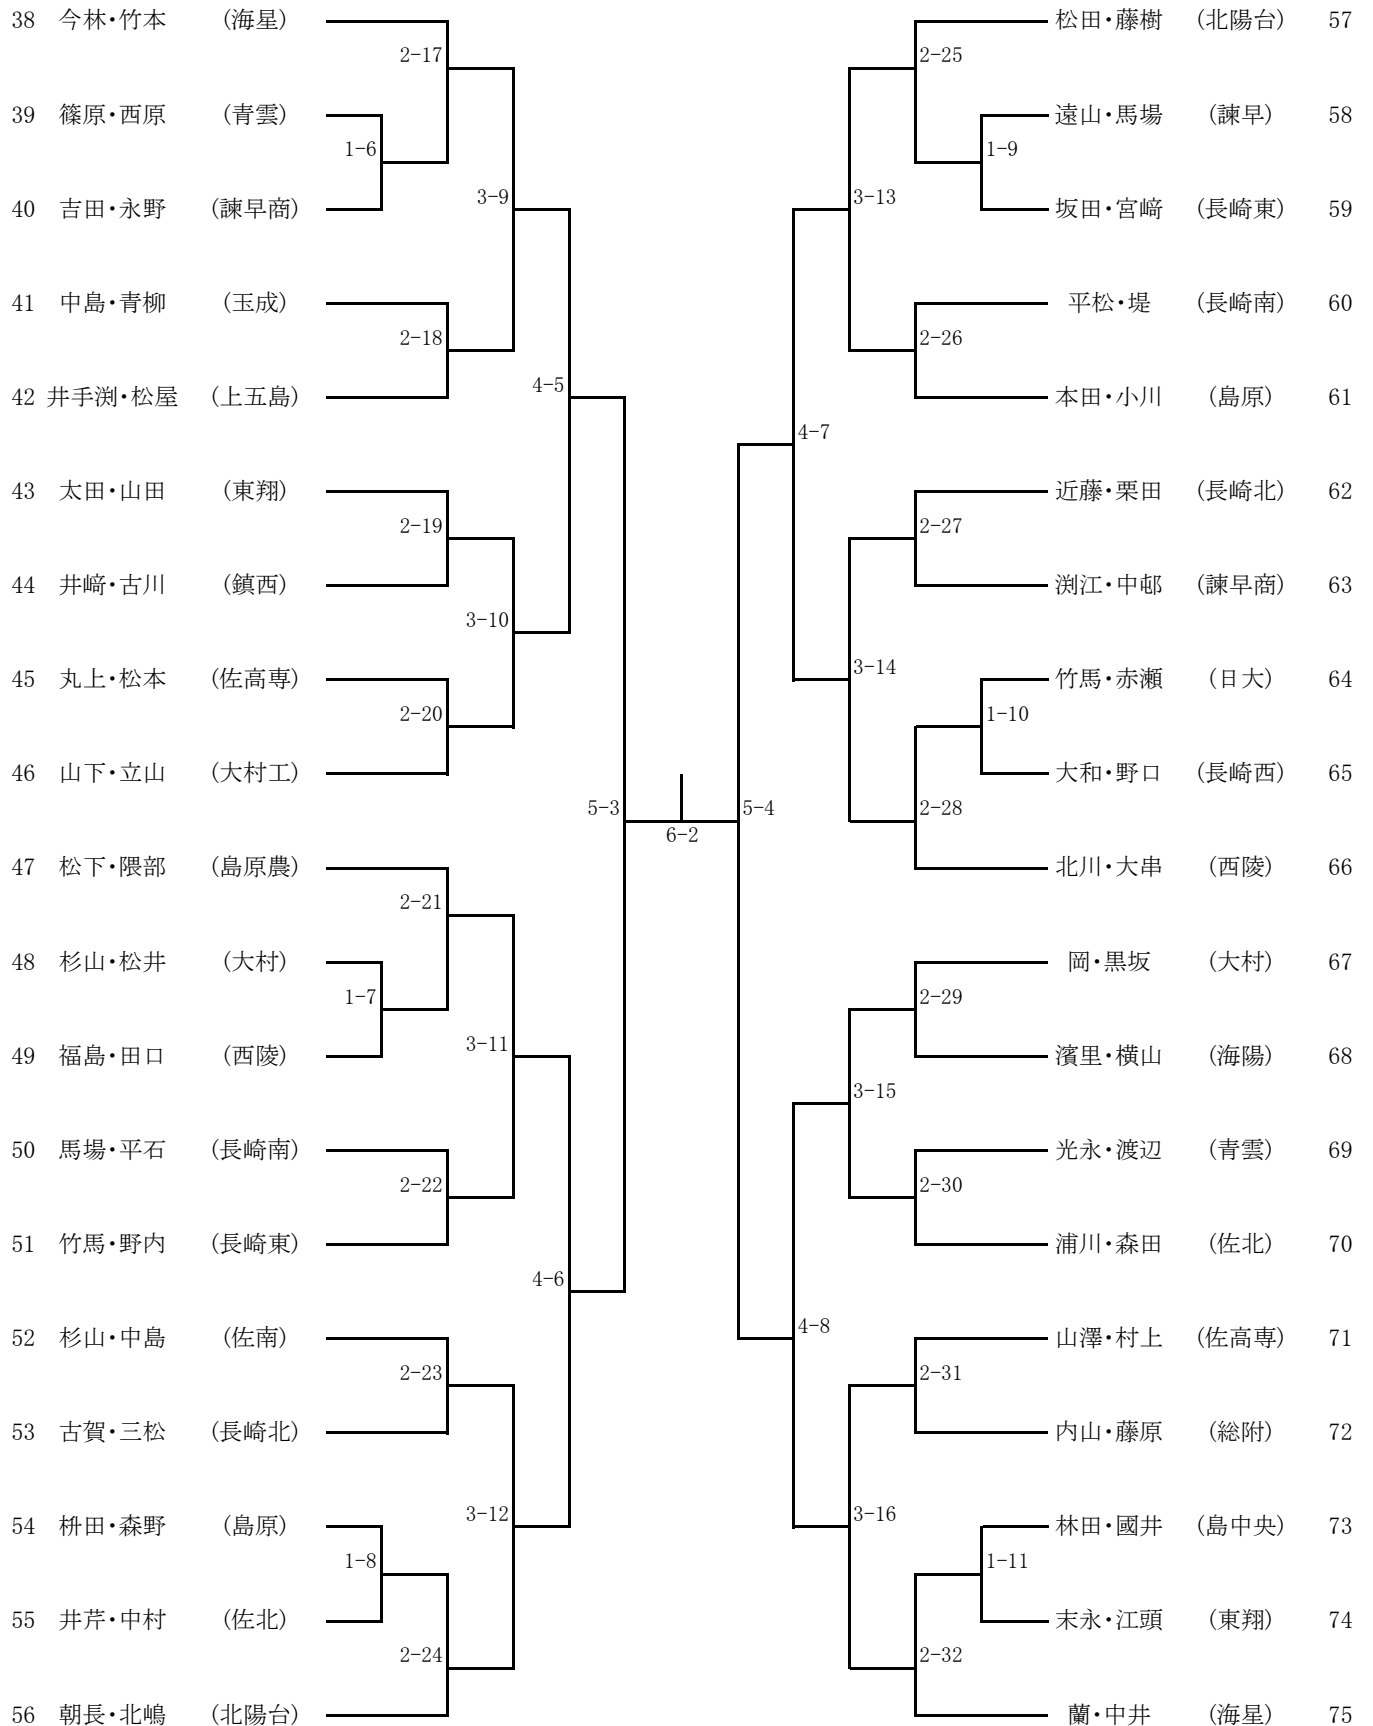 38 今林・竹本 (海星)
2-17
39 篠原・西原 (青雲)
1-6
40 吉田・永野 (諫早商)
3-9
41 中島・青柳 (玉成)
2-18
42 井手渕・松屋 (上五島)
4-5
43 太田・山田 (東翔)
2-19
44 井﨑・古川 (鎮西)
3-10
45 丸上・松本 (佐高専)
2-20
46 山下・立山 (大村工)
5-3
47 松下・隈部 (島原農)
2-21
48 杉山・松井 (大村)
1-7
49 福島・田口 (西陵)
3-11
50 馬場・平石 (長崎南)
2-22
51 竹馬・野内 (長崎東)
4-6
52 杉山・中島 (佐南)
2-23
53 古賀・三松 (長崎北)
3-12
54 枡田・森野 (島原)
1-8
55 井芹・中村 (佐北)
2-24
56 朝長・北嶋 (北陽台)
6-2
松田・藤樹 (北陽台) 57
2-25
遠山・馬場 (諫早) 58
1-9
坂田・宮﨑 (長崎東) 59
3-13
平松・堤 (長崎南) 60
2-26
本田・小川 (島原) 61
4-7
近藤・栗田 (長崎北) 62
2-27
渕江・中邨 (諫早商) 63
3-14
竹馬・赤瀬 (日大) 64
1-10
大和・野口 (長崎西) 65
5-4
2-28
北川・大串 (西陵) 66
岡・黒坂 (大村) 67
2-29
濱里・横山 (海陽) 68
3-15
光永・渡辺 (青雲) 69
2-30
浦川・森田 (佐北) 70
4-8
山澤・村上 (佐高専) 71
2-31
内山・藤原 (総附) 72
3-16
林田・國井 (島中央) 73
1-11
末永・江頭 (東翔) 74
2-32
蘭・中井 (海星) 75